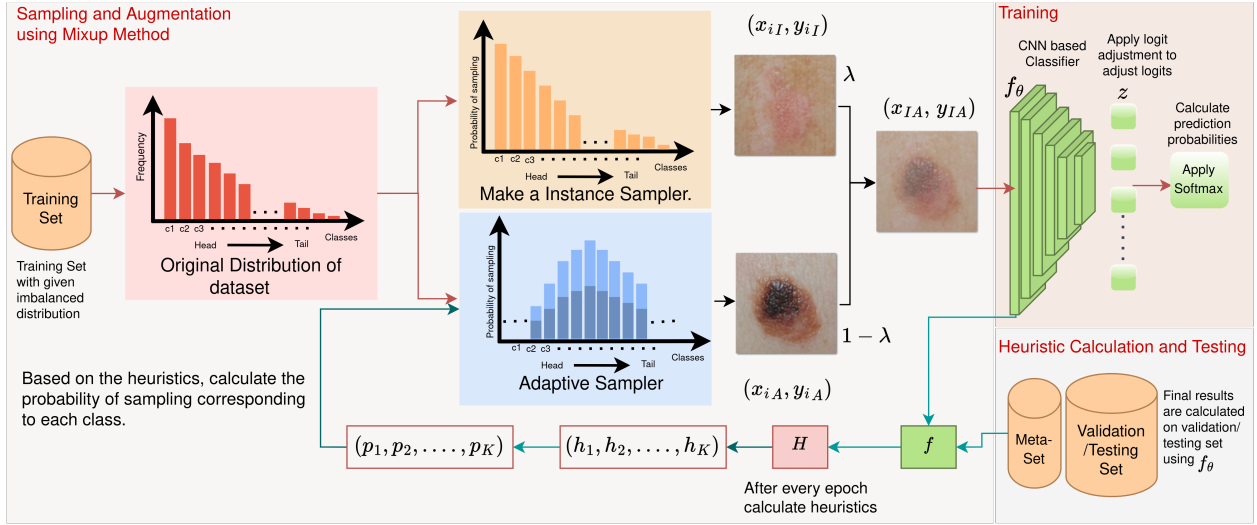 Sampling and Augmentation
using Mixup Method
Training
Set
Training Set
with given
imbalanced
distribution
Frequency
c1 c2 c3
Classes
Head
Tail
Original Distribution of
dataset
Probability of sampling
c1 c2 c3
Classes
Head
Tail
Make a Instance Sampler.
Probability of sampling
c1 c2 c3
Classes
Head
Tail
Adaptive Sampler
(x_{iI}, y_{iI})
λ
(x_{IA}, y_{IA})
1 − λ
(x_{iA}, y_{iA})
Training
CNN based
Classifier
f_θ
Apply logit
adjustment to
adjust logits
z
Calculate
prediction
probabilities
Apply
Softmax
Heuristic Calculation and Testing
Meta-
Set
Validation
/Testing
Set
Final results
are calculated
on validation/
testing set
using f_θ
f
H
After every epoch
calculate heuristics
(h_1, h_2, . . . . , h_K)
(p_1, p_2, . . . . , p_K)
Based on the heuristics, calculate the
probability of sampling corresponding
to each class.